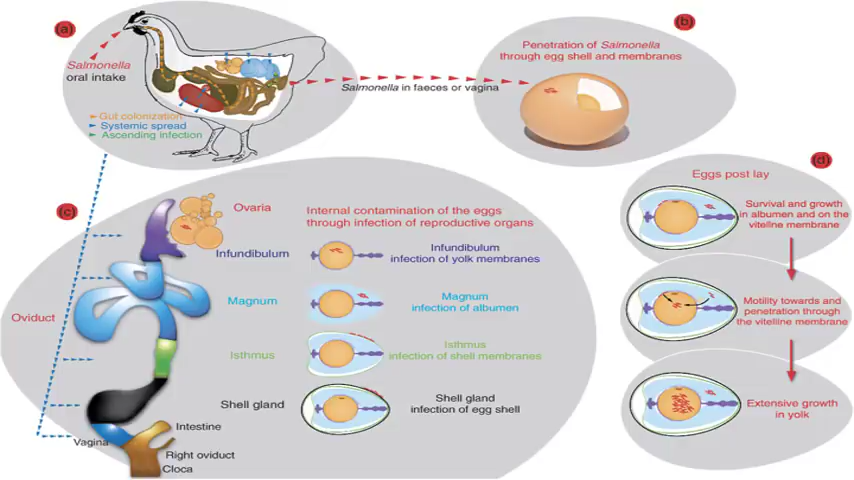 (a)
Salmonella
oral intake
Gut colonization
Systemic spread
Ascending infection
Salmonella in faeces or vagina
(b)
Penetration of Salmonella
through egg shell and membranes
(c)
Ovaria
Infundibulum
Magnum
Oviduct
Isthmus
Shell gland
Vagina
Intestine
Right oviduct
Cloca
Internal contamination of the eggs
through infection of reproductive organs
Infundibulum
infection of yolk membranes
Magnum
infection of albumen
Isthmus
infection of shell membranes
Shell gland
infection of egg shell
(d)
Eggs post lay
Survival and growth
in albumen and on the
vitelline membrane
Motility towards and
penetration through
the vitelline membrane
Extensive growth
in yolk